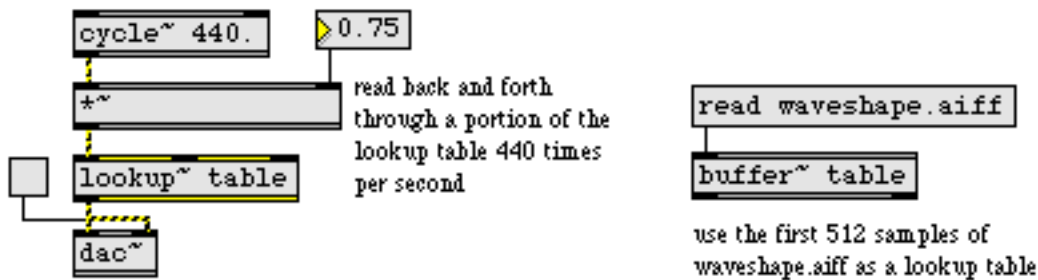 cycle~ 440.
0.75
*~
read back and forth
through a portion of the
lookup table 440 times
per second
lookup~ table
dac~
read waveshape.aiff
buffer~ table
use the first 512 samples of
waveshape.aiff as a lookup table